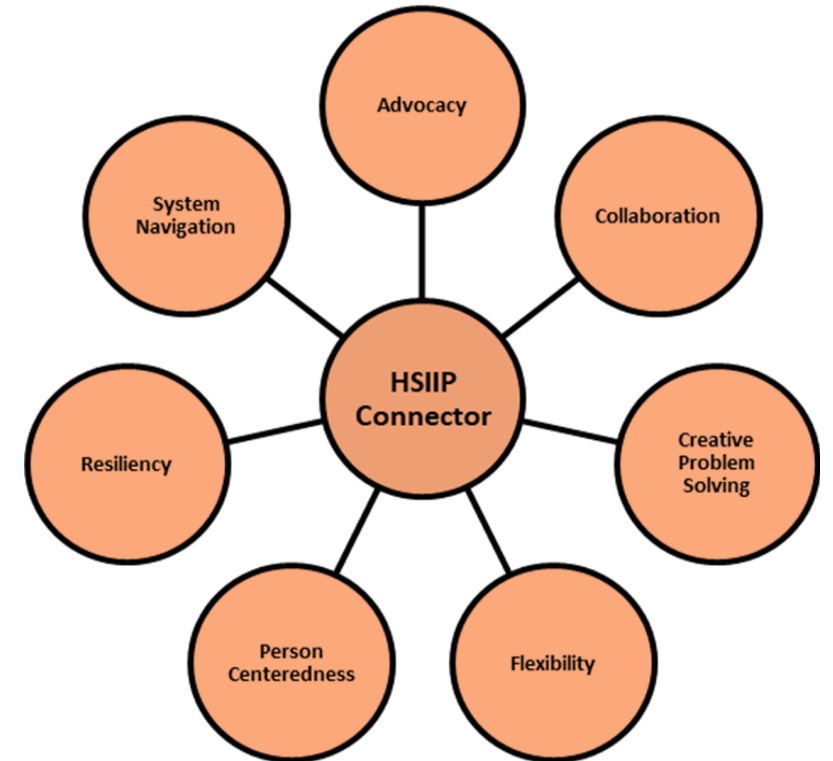 Advocacy
System
Navigation
Collaboration
HSIIP
Connector
Resiliency
Creative
Problem
Solving
Person
Centeredness
Flexibility